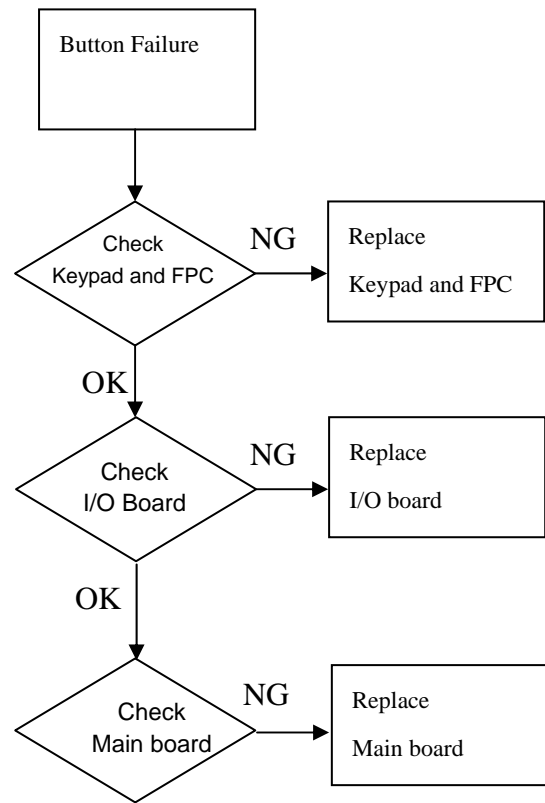 Button Failure
Check
Keypad and FPC
NG
Replace
Keypad and FPC
OK
Check
I/O Board
NG
Replace
I/O board
OK
Check
Main board
NG
Replace
Main board